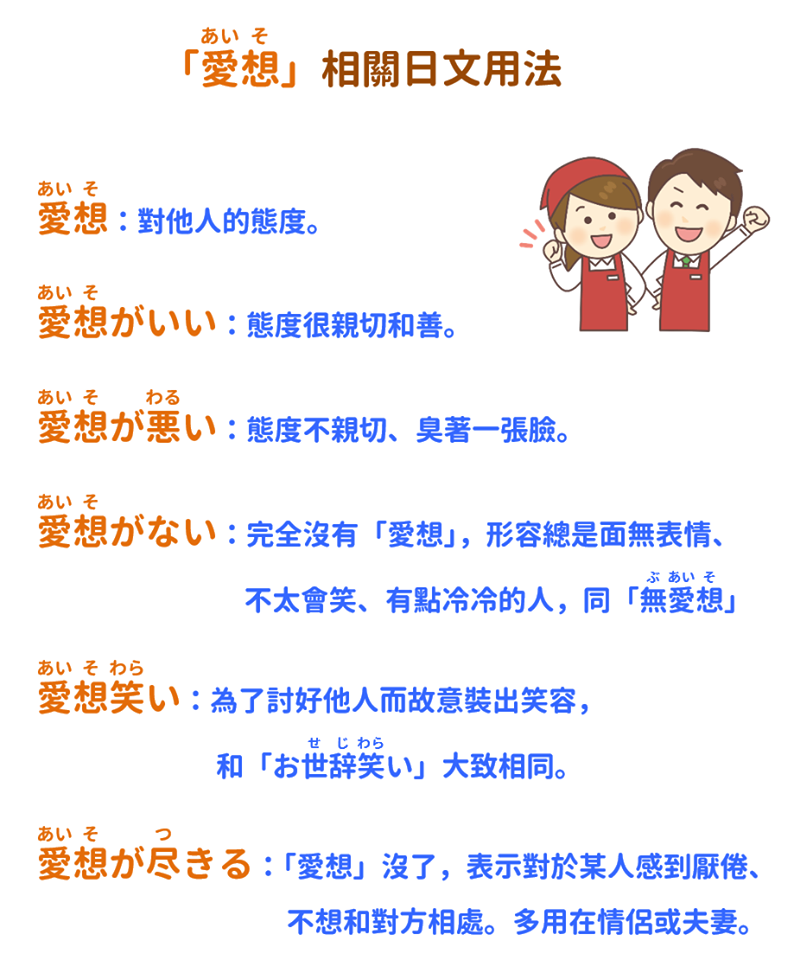 あい そ
「愛想」相關日文用法
あい そ
愛想：對他人的態度。
あい そ
愛想がいい：態度很親切和善。
あい そ わる
愛想が悪い：態度不親切、臭著一張臉。
あい そ
愛想がない：完全沒有「愛想」，形容總是面無表情、
ぶ あい そ
不太會笑、有點冷冷的人，同「無愛想」
あい そ わら
愛想笑い：為了討好他人而故意裝出笑容，
せ じ わら
和「お世辞笑い」大致相同。
あい そ つ
愛想が尽きる：「愛想」沒了，表示對於某人感到厭倦、
不想和對方相處。多用在情侶或夫妻。